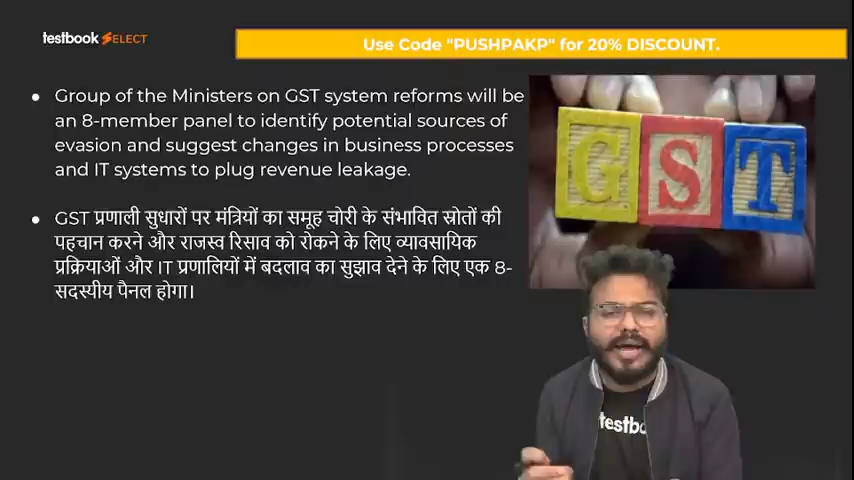 testbook SELECT
Use Code "PUSHPAKP" for 20% DISCOUNT.
● Group of the Ministers on GST system reforms will be
an 8-member panel to identify potential sources of
evasion and suggest changes in business processes
and IT systems to plug revenue leakage.
● GST प्रणाली सुधारों पर मंत्रियों का समूह चोरी के संभावित स्रोतों की
पहचान करने और राजस्व रिसाव को रोकने के लिए व्यावसायिक
प्रक्रियाओं और IT प्रणालियों में बदलाव का सुझाव देने के लिए एक 8-
सदस्यीय पैनल होगा।
GST
testbo